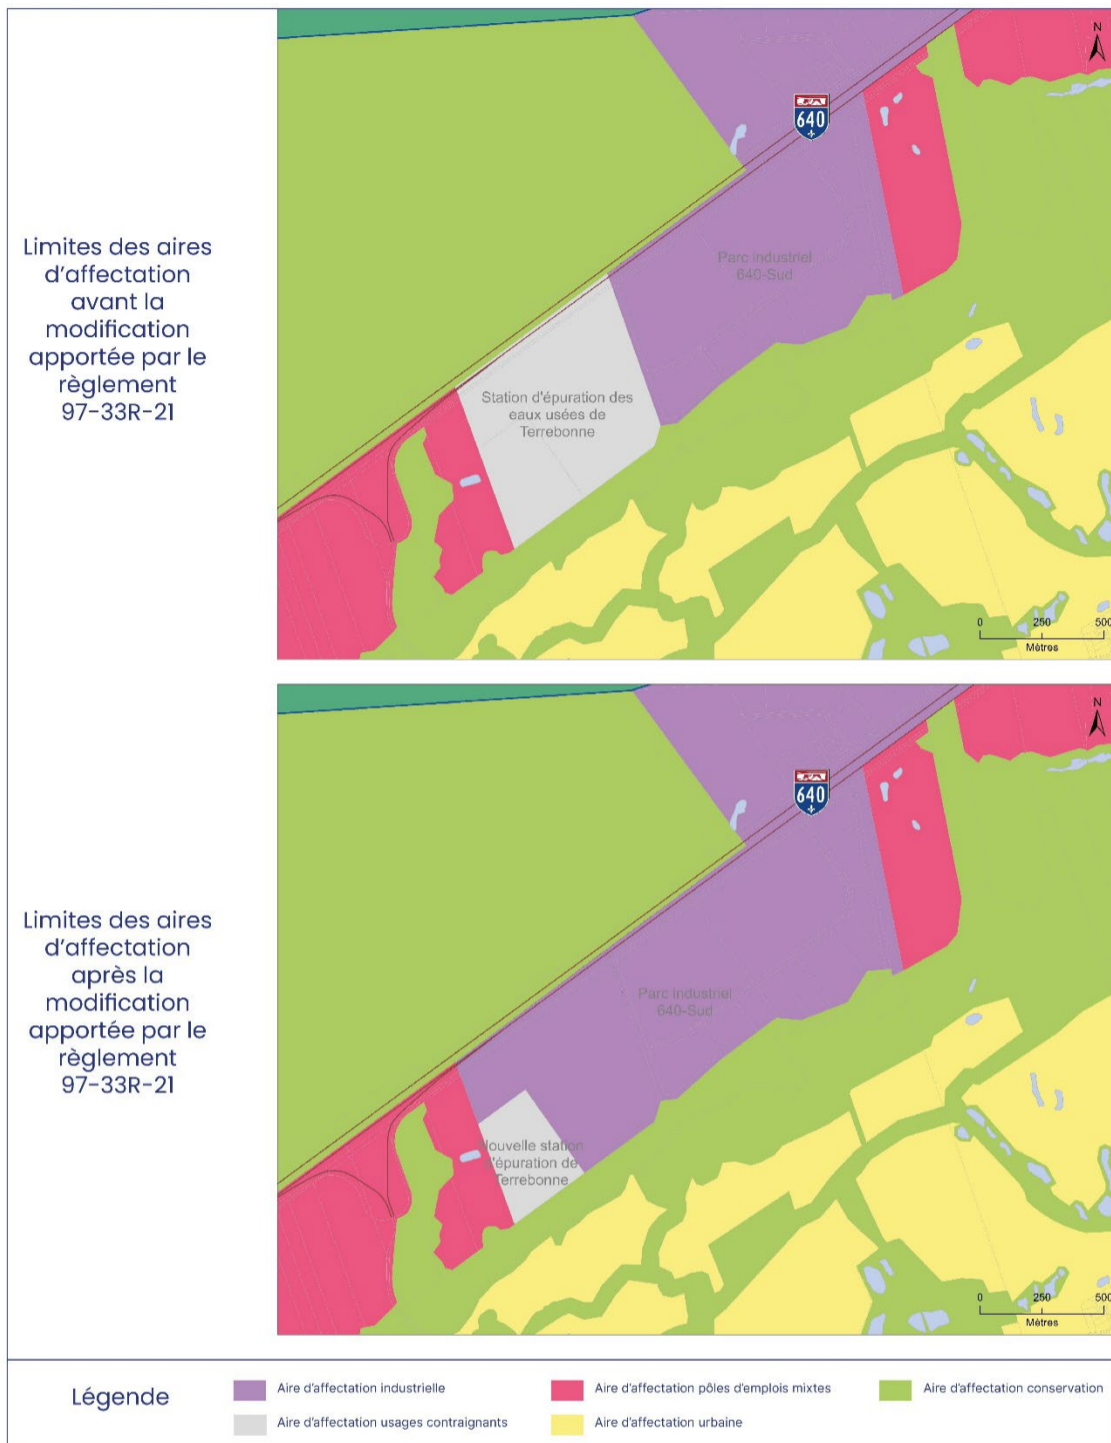 Limites des aires
d'affectation
avant la
modification
apportée par le
règlement
97-33R-21
N
640
Parc industriel
640-Sud
Station d'épuration des
eaux usées de
Terrebonne
0 250 500
Mètres
Limites des aires
d'affectation
après la
modification
apportée par le
règlement
97-33R-21
N
640
Parc industriel
640-Sud
Nouvelle station
d'épuration de
Terrebonne
0 250 500
Mètres
Légende
Aire d'affectation industrielle
Aire d'affectation pôles d'emplois mixtes
Aire d'affectation conservation
Aire d'affectation usages contraignants
Aire d'affectation urbaine